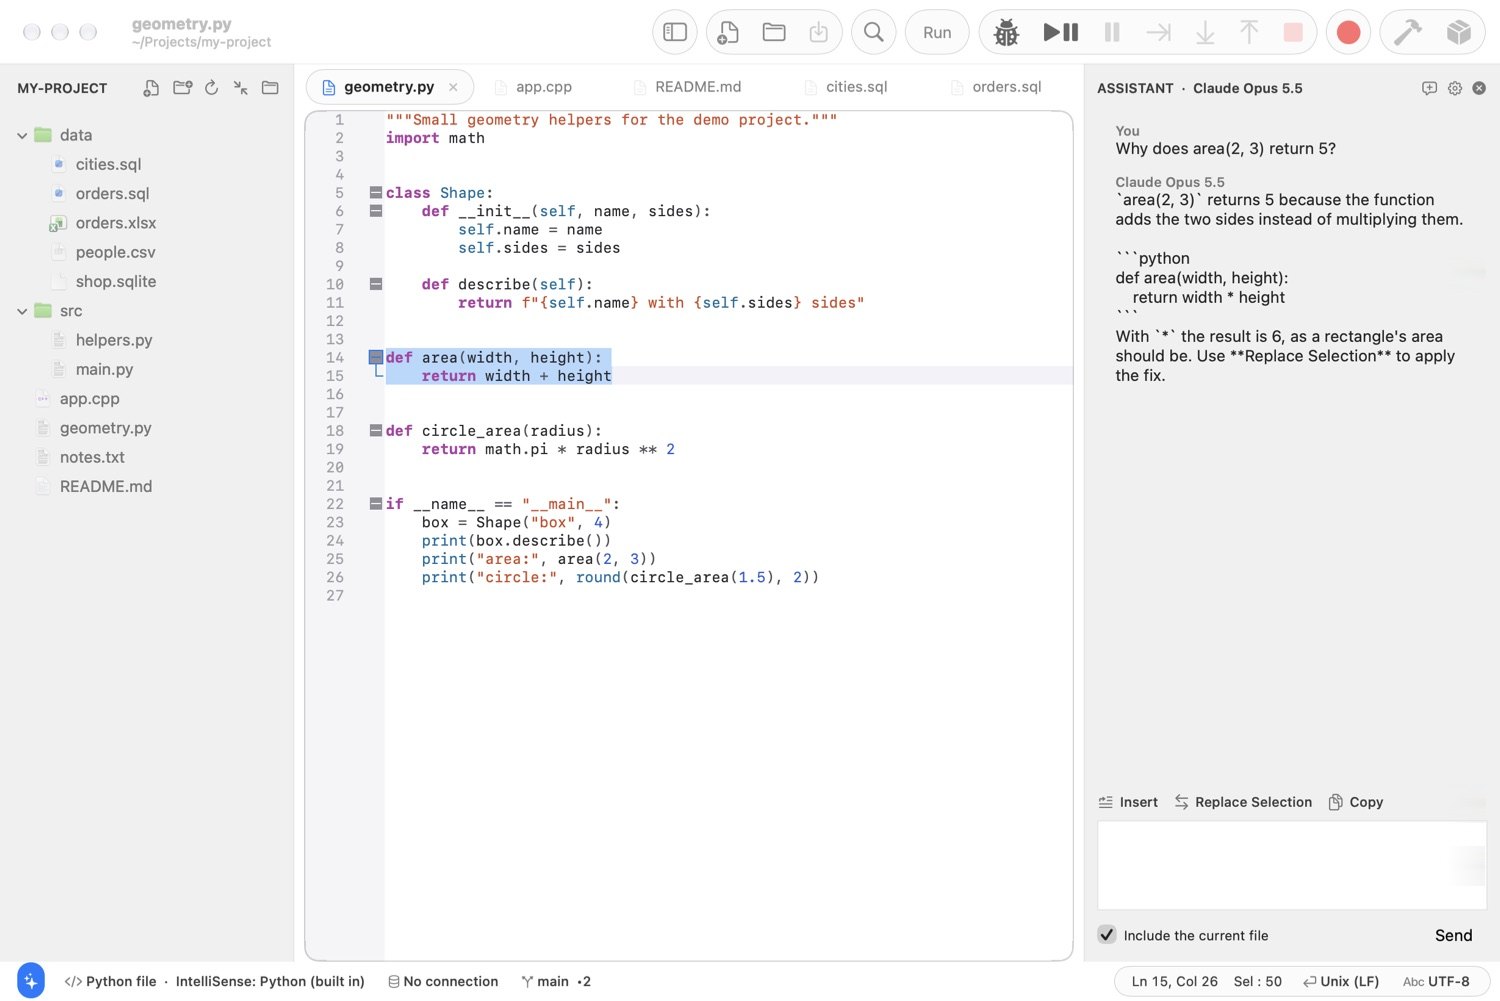 geometry.py
~/Projects/my-project
Run
MY-PROJECT
data
cities.sql
orders.sql
orders.xlsx
people.csv
shop.sqlite
src
helpers.py
main.py
app.cpp
geometry.py
notes.txt
README.md
geometry.py
app.cpp
README.md
cities.sql
orders.sql
1 """Small geometry helpers for the demo project."""
2 import math
3
4
5 class Shape:
6     def __init__(self, name, sides):
7         self.name = name
8         self.sides = sides
9
10     def describe(self):
11         return f"{self.name} with {self.sides} sides"
12
13
14 def area(width, height):
15     return width + height
16
17
18 def circle_area(radius):
19     return math.pi * radius ** 2
20
21
22 if __name__ == "__main__":
23     box = Shape("box", 4)
24     print(box.describe())
25     print("area:", area(2, 3))
26     print("circle:", round(circle_area(1.5), 2))
27
ASSISTANT · Claude Opus 5.5
You
Why does area(2, 3) return 5?
Claude Opus 5.5
`area(2, 3)` returns 5 because the function
adds the two sides instead of multiplying them.
```python
def area(width, height):
    return width * height
```
With `*` the result is 6, as a rectangle's area
should be. Use **Replace Selection** to apply
the fix.
Insert
Replace Selection
Copy
Include the current file
Send
</> Python file · IntelliSense: Python (built in)
No connection
main •2
Ln 15, Col 26
Sel : 50
Unix (LF)
Abc UTF-8